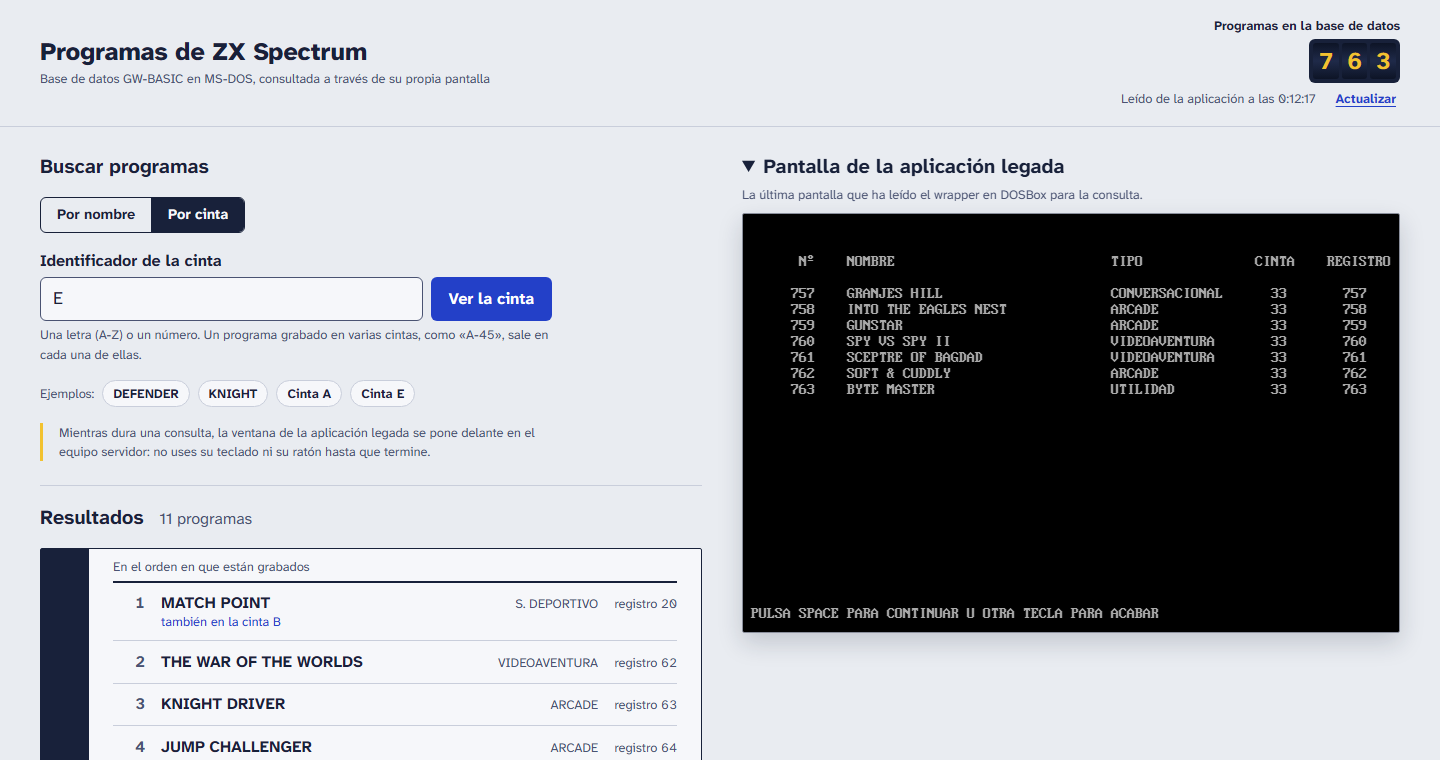 Programas de ZX Spectrum
Base de datos GW-BASIC en MS-DOS, consultada a través de su propia pantalla
Programas en la base de datos
7 6 3
Leído de la aplicación a las 0:12:17 Actualizar
Buscar programas
Por nombre Por cinta
Identificador de la cinta
E Ver la cinta
Una letra (A-Z) o un número. Un programa grabado en varias cintas, como «A-45», sale en
cada una de ellas.
Ejemplos: DEFENDER KNIGHT Cinta A Cinta E
Mientras dura una consulta, la ventana de la aplicación legada se pone delante en el
equipo servidor: no uses su teclado ni su ratón hasta que termine.
Resultados 11 programas
En el orden en que están grabados
1 MATCH POINT S. DEPORTIVO registro 20
también en la cinta B
2 THE WAR OF THE WORLDS VIDEOAVENTURA registro 62
3 KNIGHT DRIVER ARCADE registro 63
4 JUMP CHALLENGER ARCADE registro 64
▼ Pantalla de la aplicación legada
La última pantalla que ha leído el wrapper en DOSBox para la consulta.
Nº NOMBRE TIPO CINTA REGISTRO
757 GRANJES HILL CONVERSACIONAL 33 757
758 INTO THE EAGLES NEST ARCADE 33 758
759 GUNSTAR ARCADE 33 759
760 SPY VS SPY II VIDEOAVENTURA 33 760
761 SCEPTRE OF BAGDAD VIDEOAVENTURA 33 761
762 SOFT & CUDDLY ARCADE 33 762
763 BYTE MASTER UTILIDAD 33 763
PULSA SPACE PARA CONTINUAR U OTRA TECLA PARA ACABAR